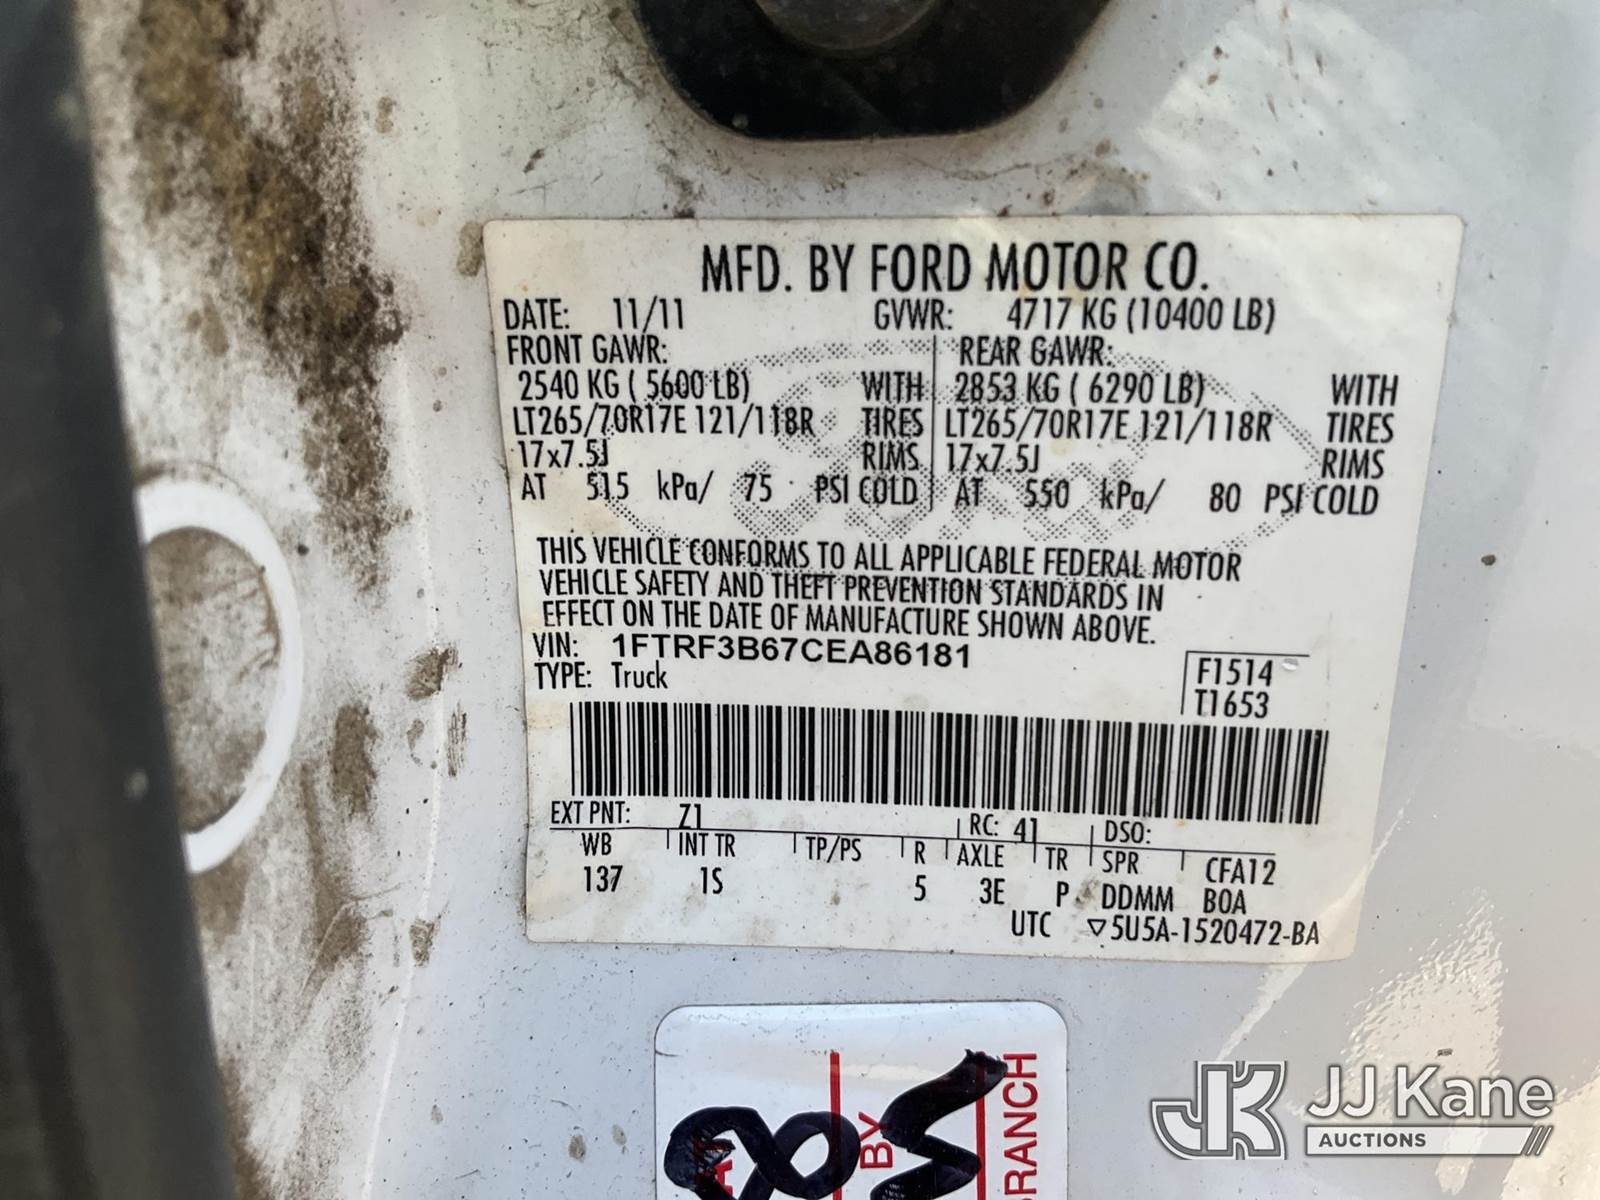 MFD. BY FORD MOTOR CO.
DATE: 11/11 GVWR: 4717 KG (10400 LB)
FRONT GAWR: REAR GAWR:
2540 KG ( 5600 LB) WITH 2853 KG ( 6290 LB) WITH
LT265/70R17E 121/118R TIRES LT265/70R17E 121/118R TIRES
17x7.5J RIMS 17x7.5J RIMS
AT 515 kPa/ 75 PSI COLD AT 550 kPa/ 80 PSI COLD
THIS VEHICLE CONFORMS TO ALL APPLICABLE FEDERAL MOTOR
VEHICLE SAFETY AND THEFT PREVENTION STANDARDS IN
EFFECT ON THE DATE OF MANUFACTURE SHOWN ABOVE.
VIN: 1FTRF3B67CEA86181
TYPE: Truck
F1514
T1653
EXT PNT: Z1 RC: 41 DSO:
WB INT TR TP/PS R AXLE TR SPR CFA12
137 1S 5 3E P DDMM BOA
UTC ▽5U5A-1520472-BA
8
BY
BRANCH
JJ Kane
AUCTIONS